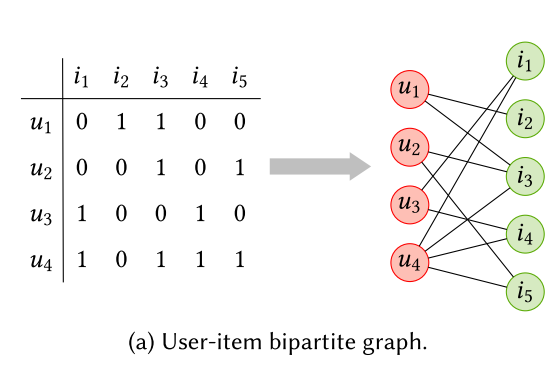 i₁ i₂ i₃ i₄ i₅
u₁ 0 1 1 0 0
u₂ 0 0 1 0 1
u₃ 1 0 0 1 0
u₄ 1 0 1 1 1
u₁
u₂
u₃
u₄
i₁
i₂
i₃
i₄
i₅
(a) User-item bipartite graph.